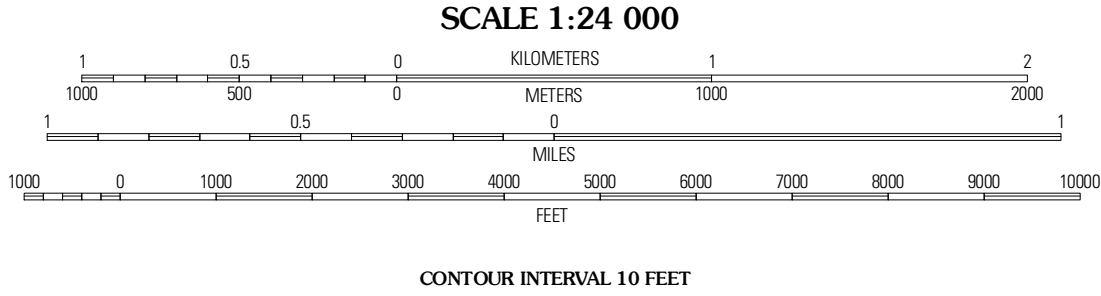 SCALE 1:24 000
1 0.5 0 KILOMETERS 1 2
1000 500 0 METERS 1000 2000
1 0.5 0 1
MILES
1000 0 1000 2000 3000 4000 5000 6000 7000 8000 9000 10000
FEET
CONTOUR INTERVAL 10 FEET